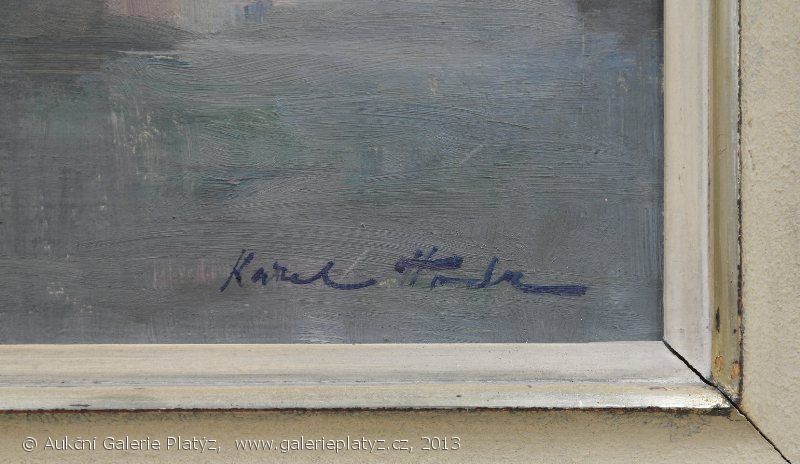 Karel
© Aukční Galerie Platýz, www.galerieplatyz.cz, 2013